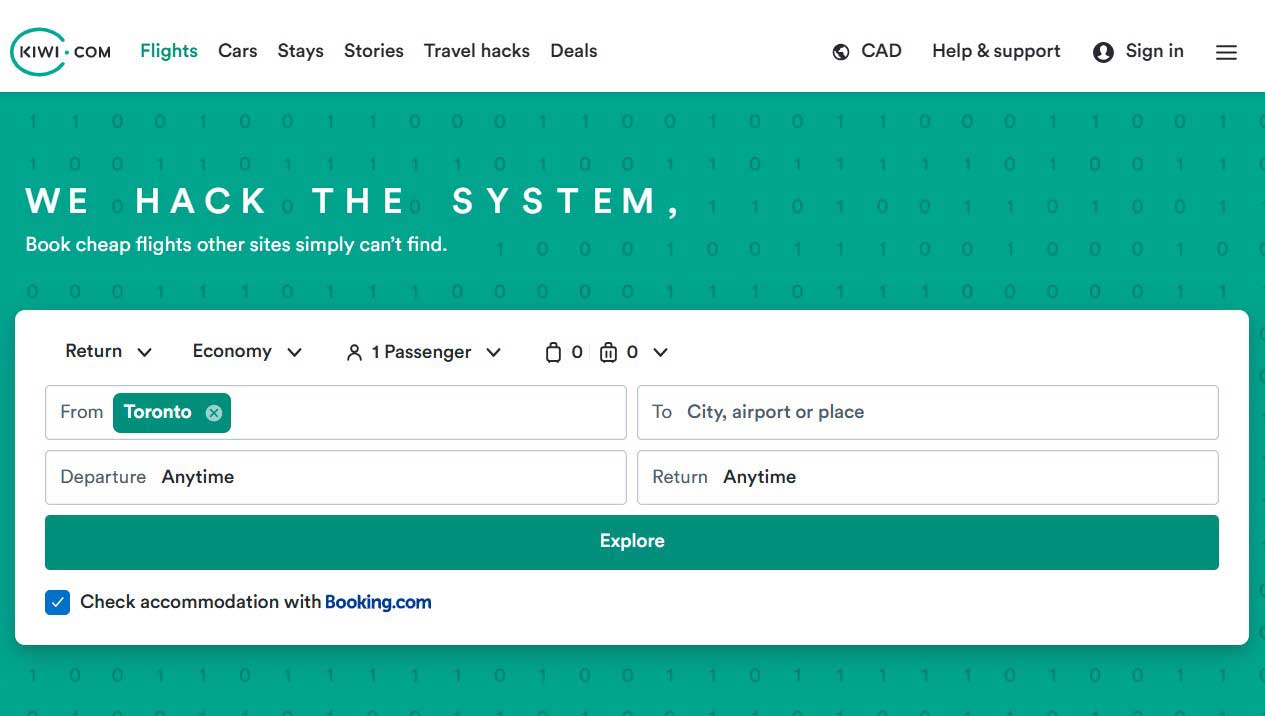 KIWI·COM Flights Cars Stays Stories Travel hacks Deals CAD Help & support Sign in
WE HACK THE SYSTEM,
Book cheap flights other sites simply can’t find.
Return Economy 1 Passenger 0 0
From Toronto To City, airport or place
Departure Anytime Return Anytime
Explore
Check accommodation with Booking.com